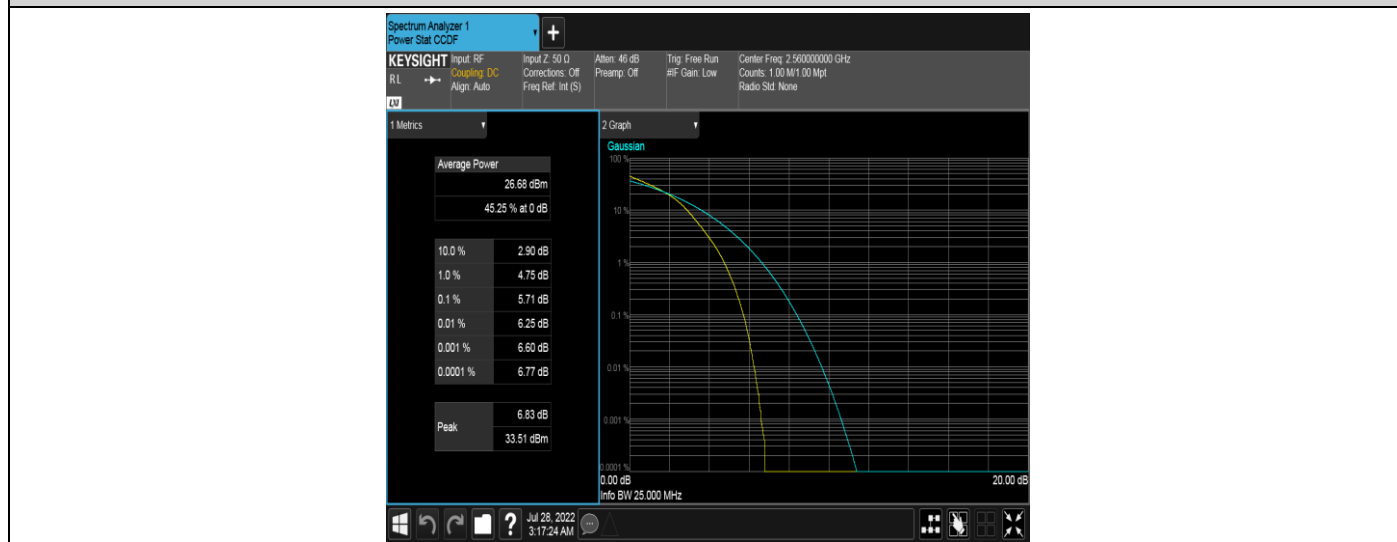 Spectrum Analyzer 1
Power Stat CCDF
KEYSIGHT
RL
LXI
Input: RF
Coupling: DC
Align: Auto
Input Z: 50 Ω
Corrections: Off
Freq Ref: Int (S)
Atten: 46 dB
Preamp: Off
Trig: Free Run
#IF Gain: Low
Center Freq: 2.560000000 GHz
Counts: 1.00 M/1.00 Mpt
Radio Std: None
1 Metrics
Average Power
26.68 dBm
45.25 % at 0 dB
10.0 % 2.90 dB
1.0 % 4.75 dB
0.1 % 5.71 dB
0.01 % 6.25 dB
0.001 % 6.60 dB
0.0001 % 6.77 dB
Peak
6.83 dB
33.51 dBm
2 Graph
Gaussian
100 %
10 %
1 %
0.1 %
0.01 %
0.001 %
0.0001 %
0.00 dB 20.00 dB
Info BW 25.000 MHz
?
Jul 28, 2022
3:17:24 AM